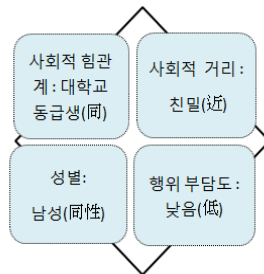 사회적 힘관
계 : 대학교
동급생(同)
사회적 거리 :
친밀(近)
성별:
남성(同性)
행위 부담도 :
낮음(低)